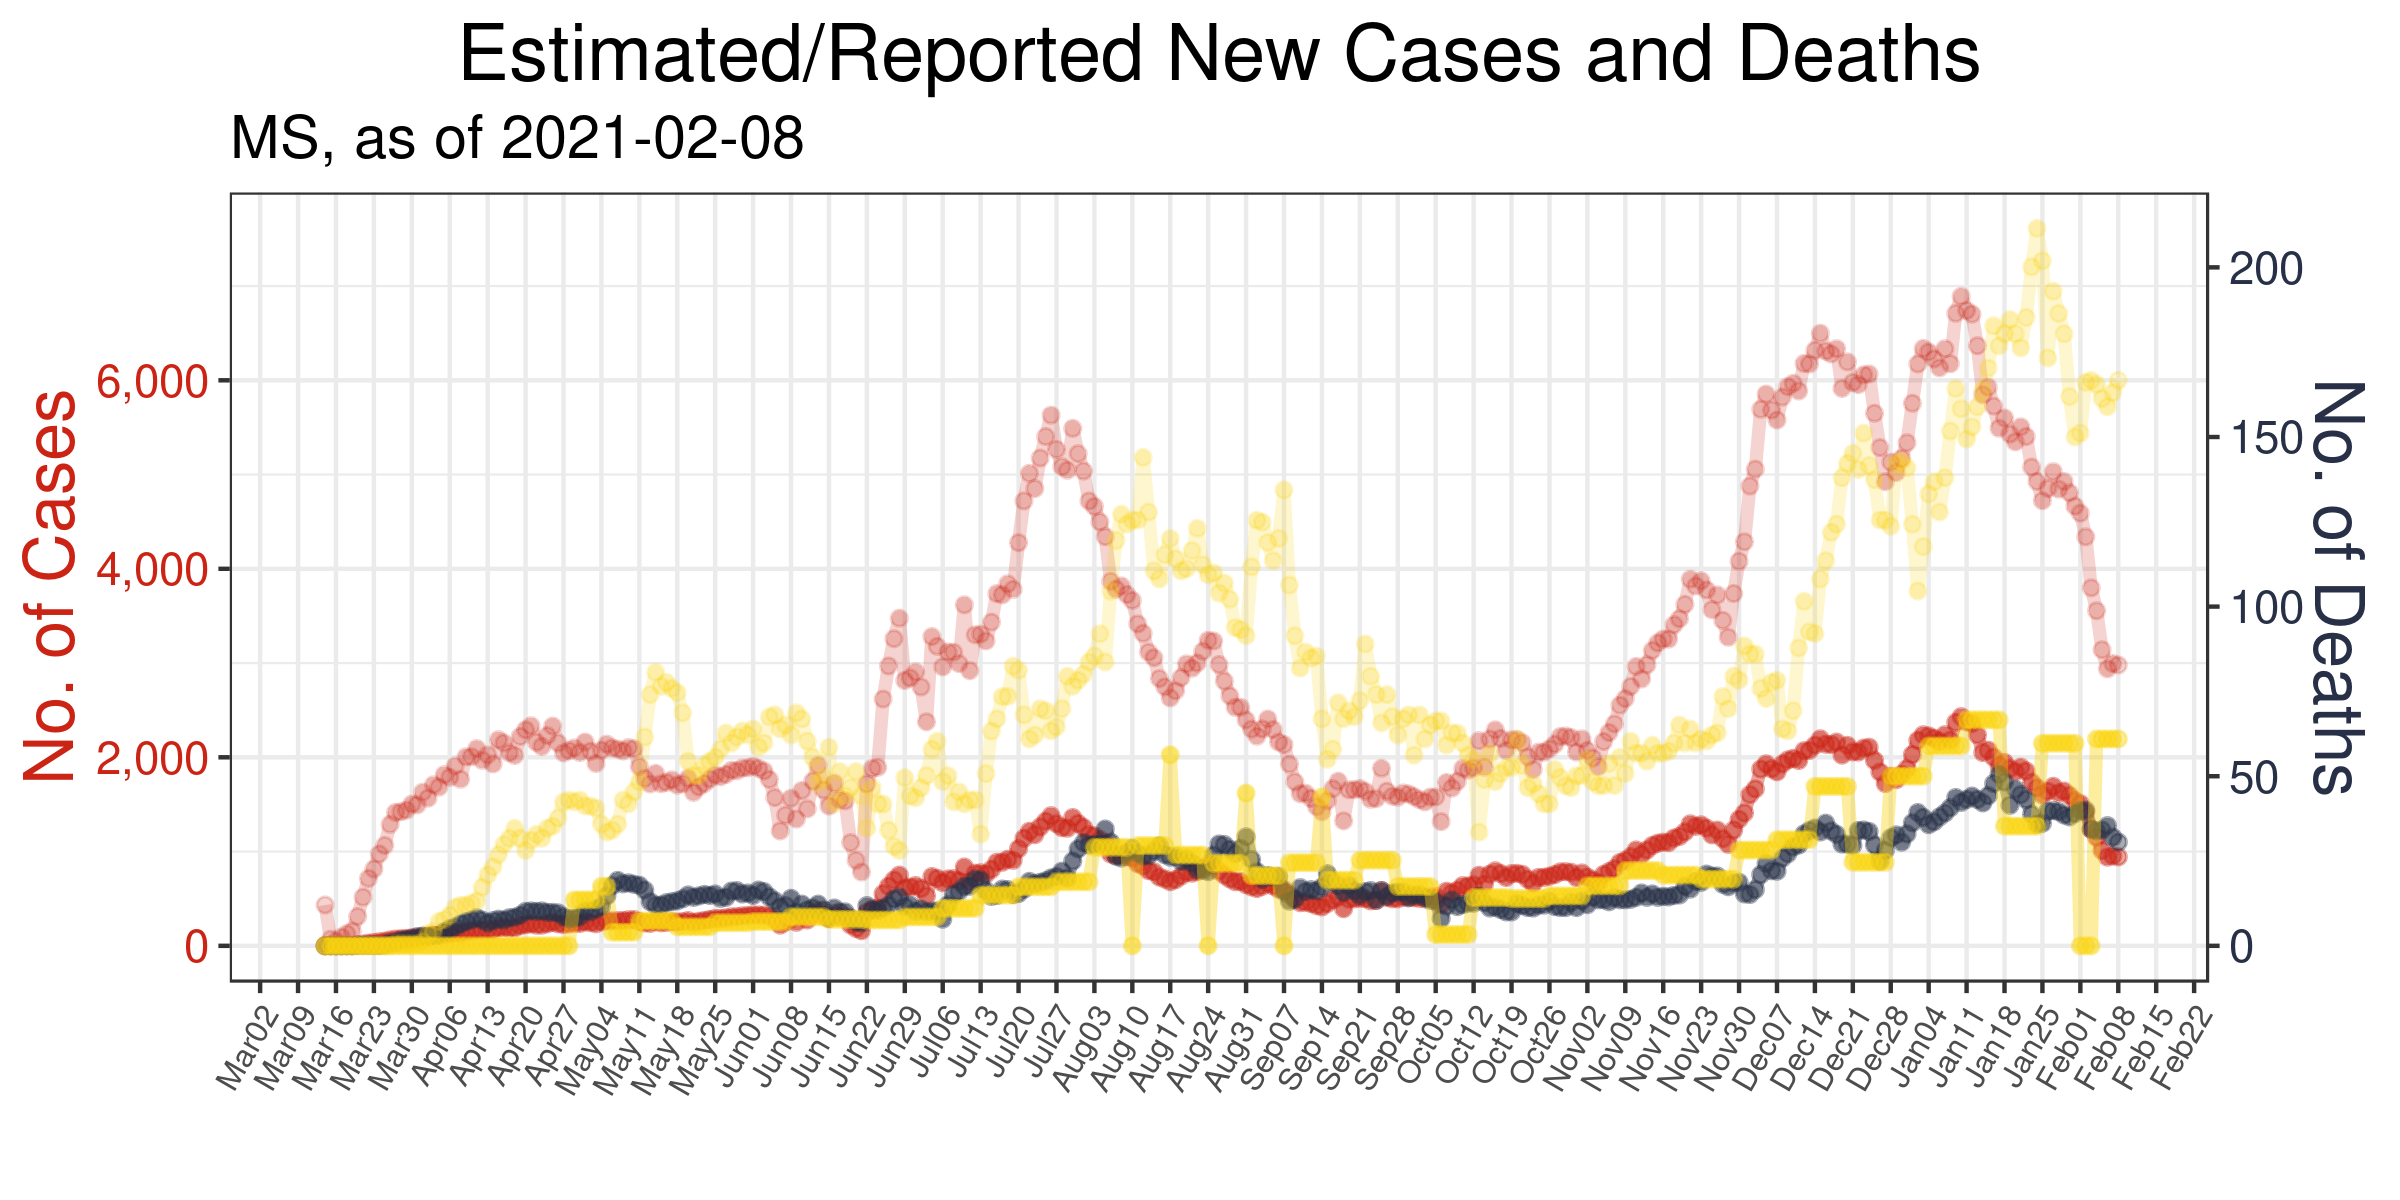 Estimated/Reported New Cases and Deaths
MS, as of 2021-02-08
No. of Cases
6,000
4,000
2,000
0
200
150
100
50
0
No. of Deaths
Mar02
Mar09
Mar16
Mar23
Mar30
Apr06
Apr13
Apr20
Apr27
May04
May11
May18
May25
Jun01
Jun08
Jun15
Jun22
Jun29
Jul06
Jul13
Jul20
Jul27
Aug03
Aug10
Aug17
Aug24
Aug31
Sep07
Sep14
Sep21
Sep28
Oct05
Oct12
Oct19
Oct26
Nov02
Nov09
Nov16
Nov23
Nov30
Dec07
Dec14
Dec21
Dec28
Jan04
Jan11
Jan18
Jan25
Feb01
Feb08
Feb15
Feb22